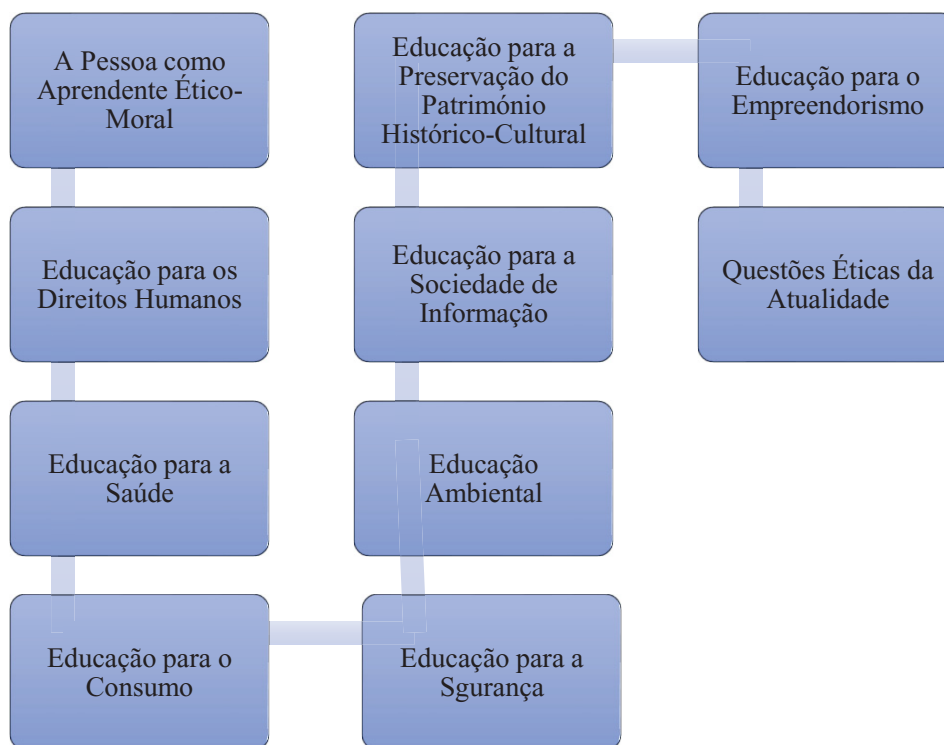 A Pessoa como
Aprendente Ético-
Moral
Educação para os
Direitos Humanos
Educação para a
Saúde
Educação para o
Consumo
Educação para a
Sgurança
Educação
Ambiental
Educação para a
Sociedade de
Informação
Educação para a
Preservação do
Património
Histórico-Cultural
Educação para o
Empreendorismo
Questões Éticas da
Atualidade